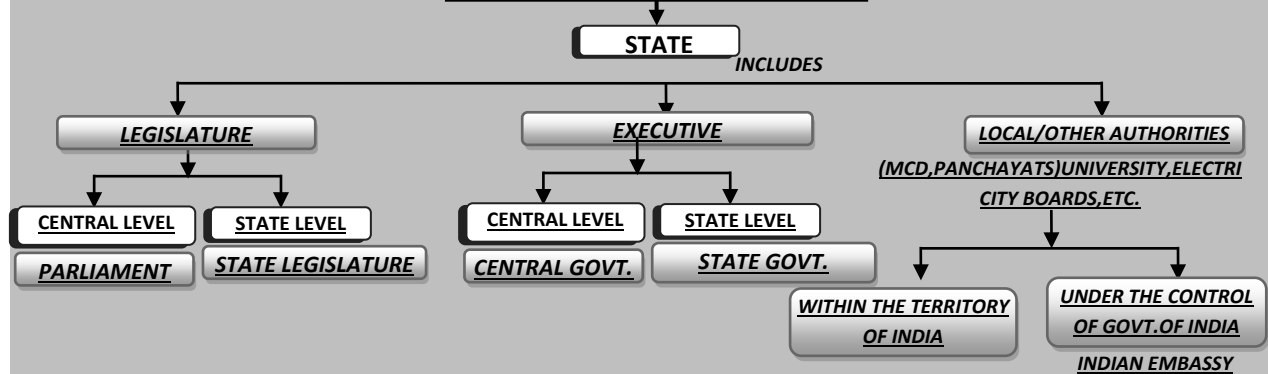 STATE
INCLUDES
LEGISLATURE
EXECUTIVE
LOCAL/OTHER AUTHORITIES
(MCD,PANCHAYATS)UNIVERSITY,ELECTRI
CITY BOARDS,ETC.
CENTRAL LEVEL
STATE LEVEL
CENTRAL LEVEL
STATE LEVEL
PARLIAMENT
STATE LEGISLATURE
CENTRAL GOVT.
STATE GOVT.
WITHIN THE TERRITORY
OF INDIA
UNDER THE CONTROL
OF GOVT.OF INDIA
INDIAN EMBASSY